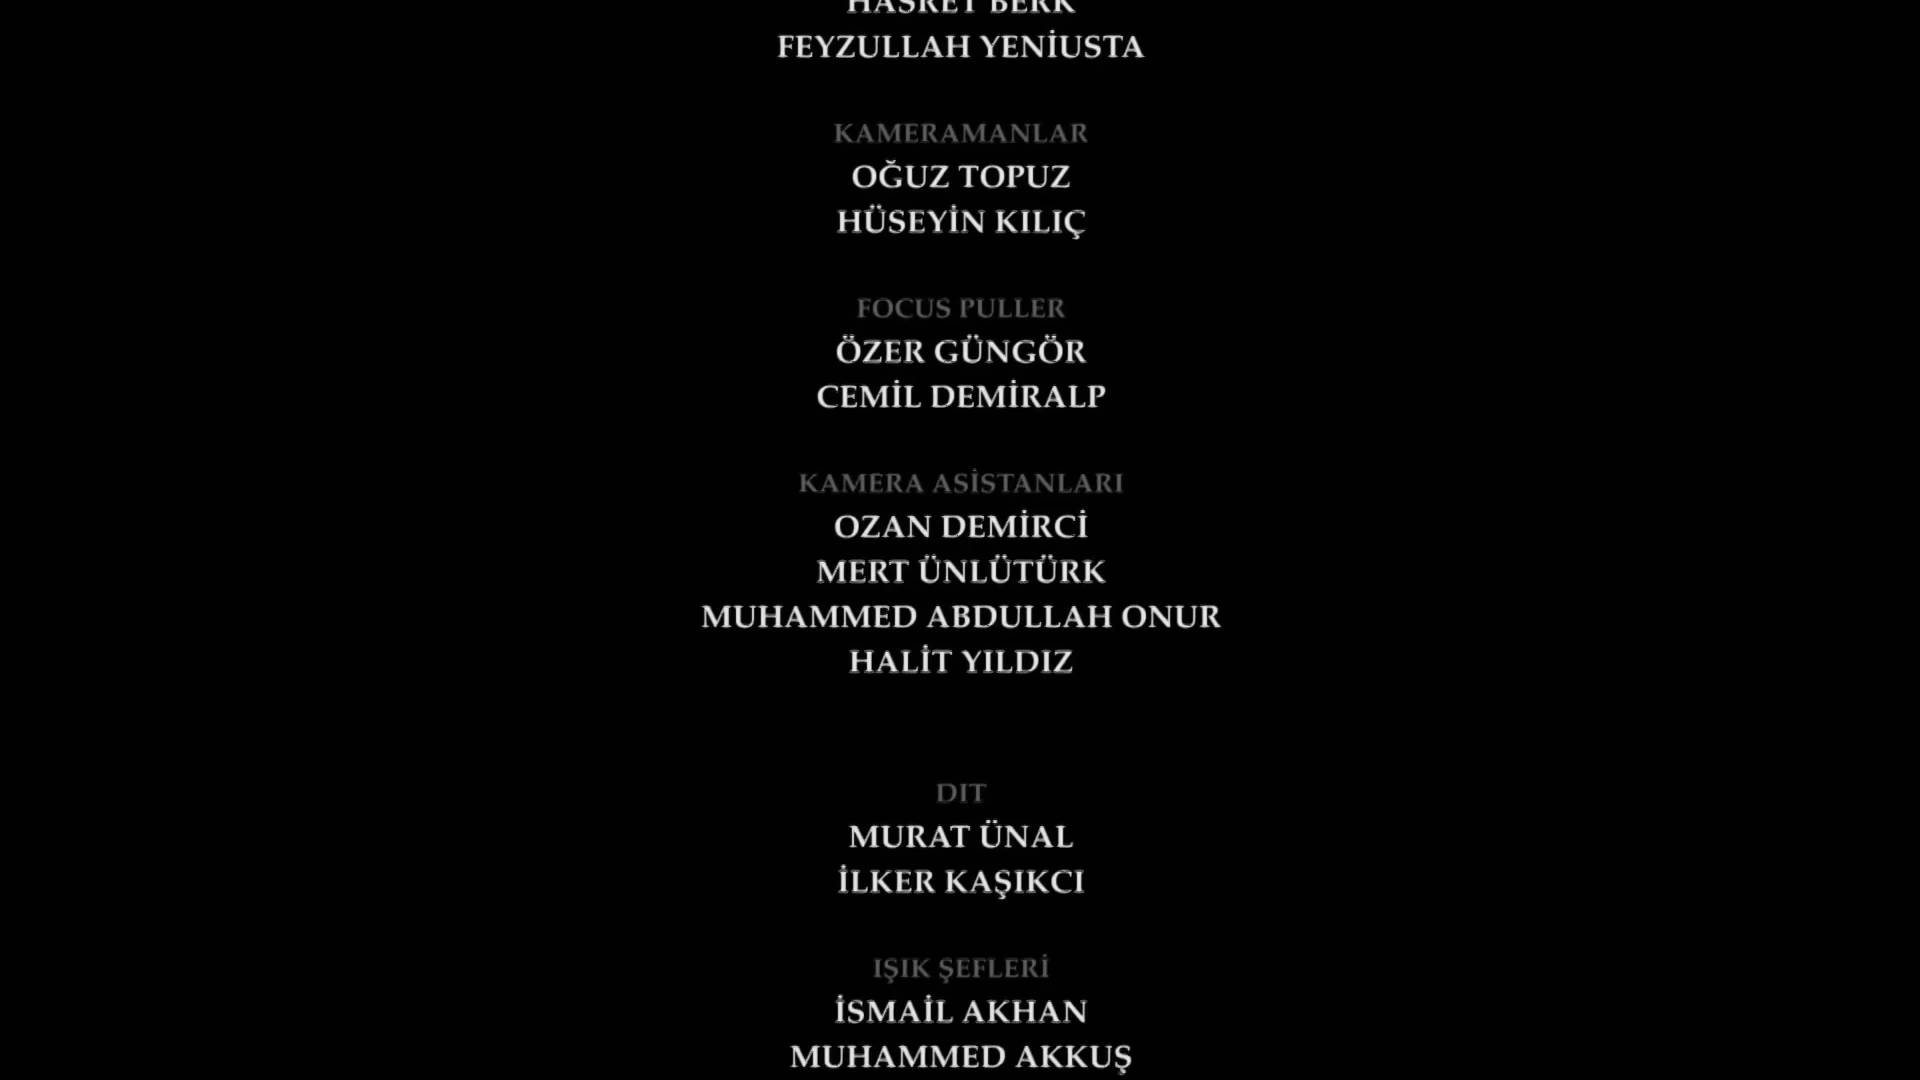 HASRET BERK
FEYZULLAH YENİUSTA
KAMERAMANLAR
OĞUZ TOPUZ
HÜSEYİN KILIÇ
FOCUS PULLER
ÖZER GÜNGÖR
CEMİL DEMİRALP
KAMERA ASİSTANLARI
OZAN DEMİRCİ
MERT ÜNLÜTÜRK
MUHAMMED ABDULLAH ONUR
HALİT YILDIZ
DIT
MURAT ÜNAL
İLKER KAŞIKCI
IŞIK ŞEFLERİ
İSMAİL AKHAN
MUHAMMED AKKUŞ